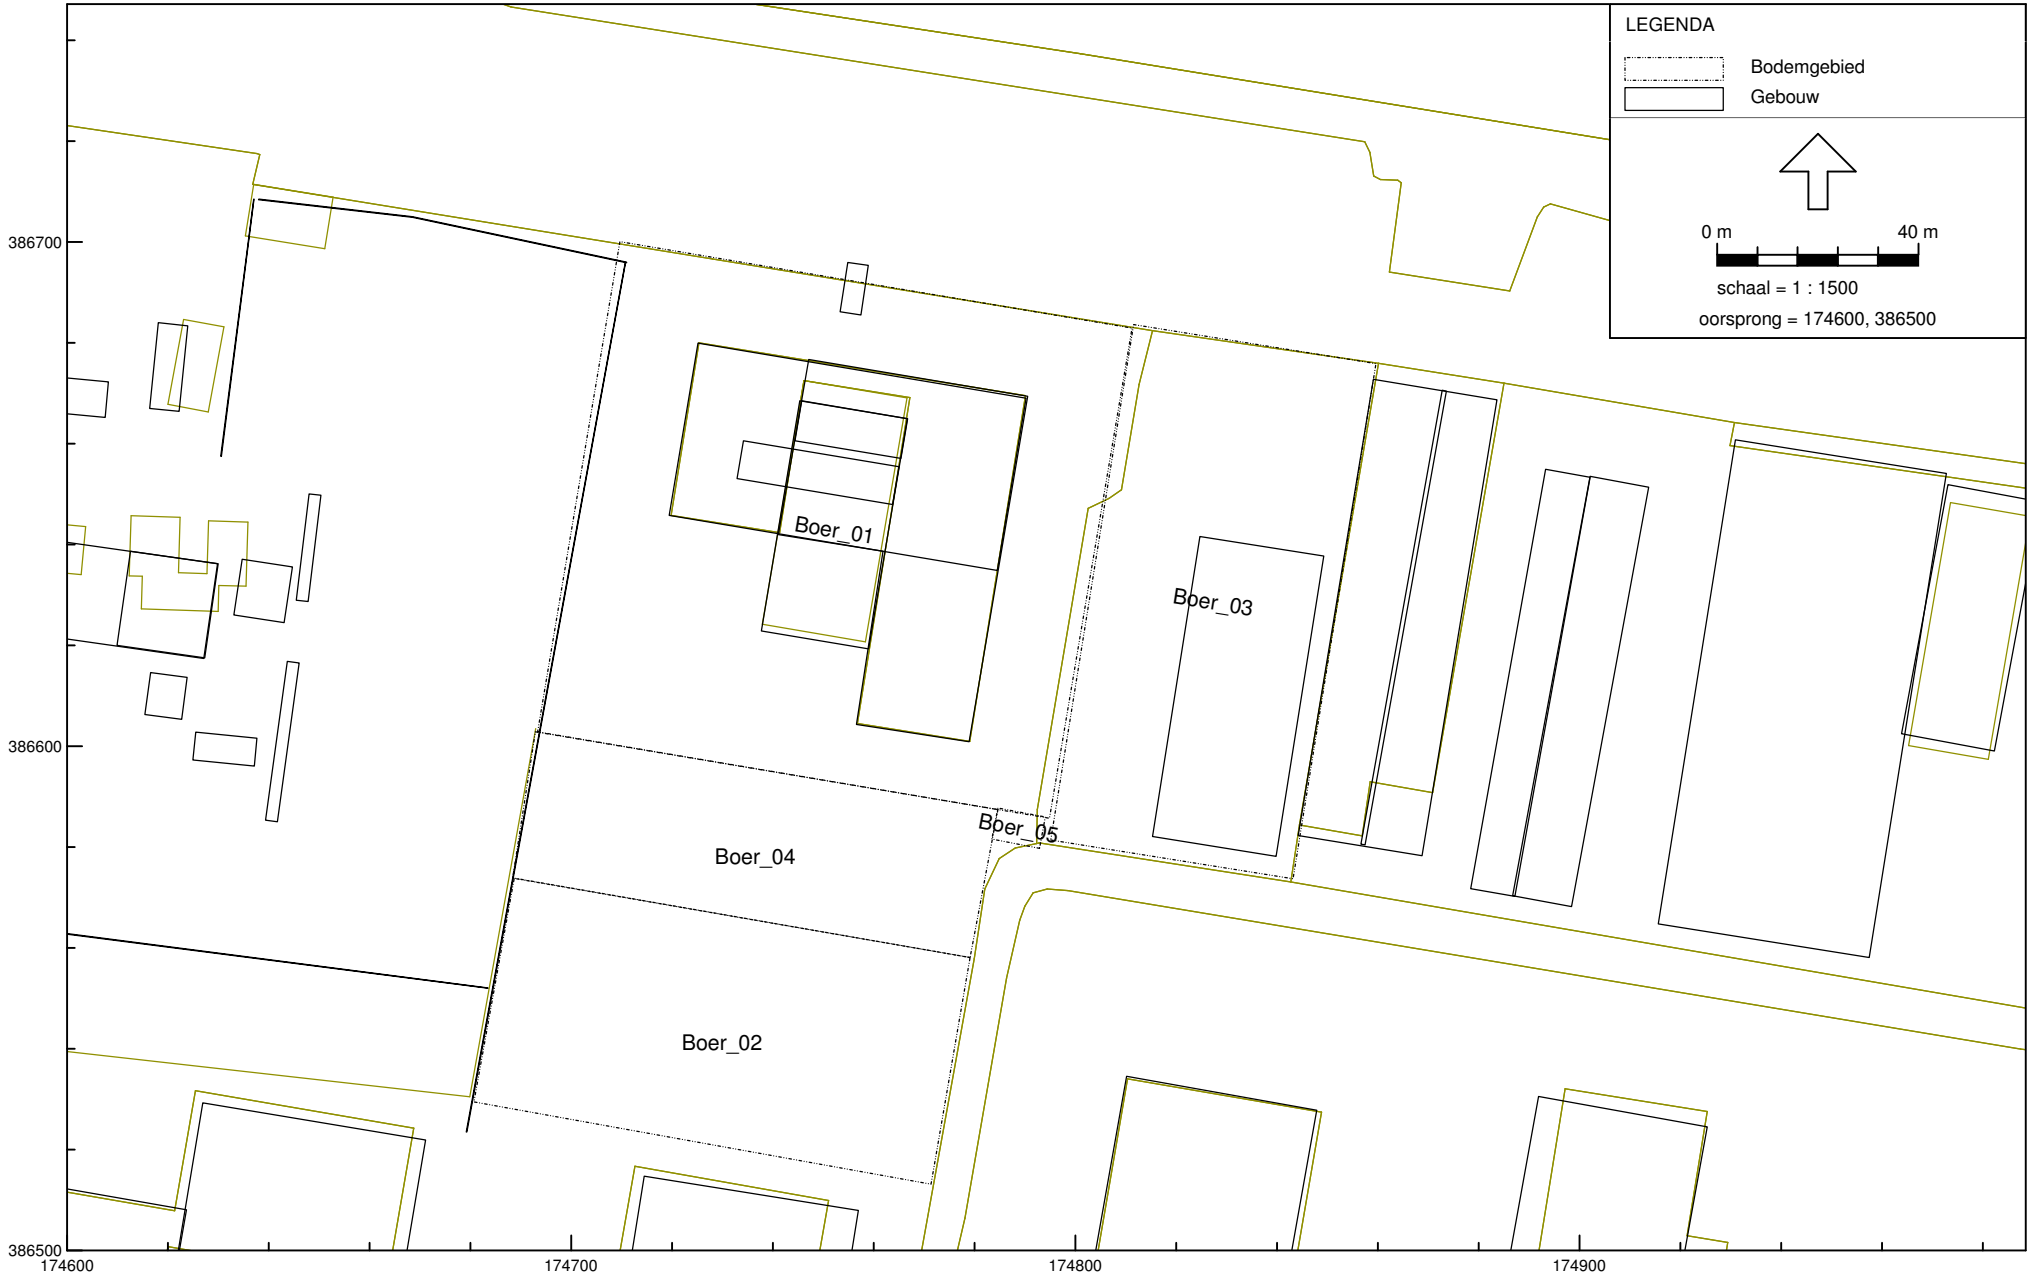 LEGENDA
Bodemgebied
Gebouw
0 m 40 m
schaal = 1 : 1500
oorsprong = 174600, 386500
386700
Boer_01
Boer_03
386600
Boer_05
Boer_04
Boer_02
386500
174600 174700 174800 174900